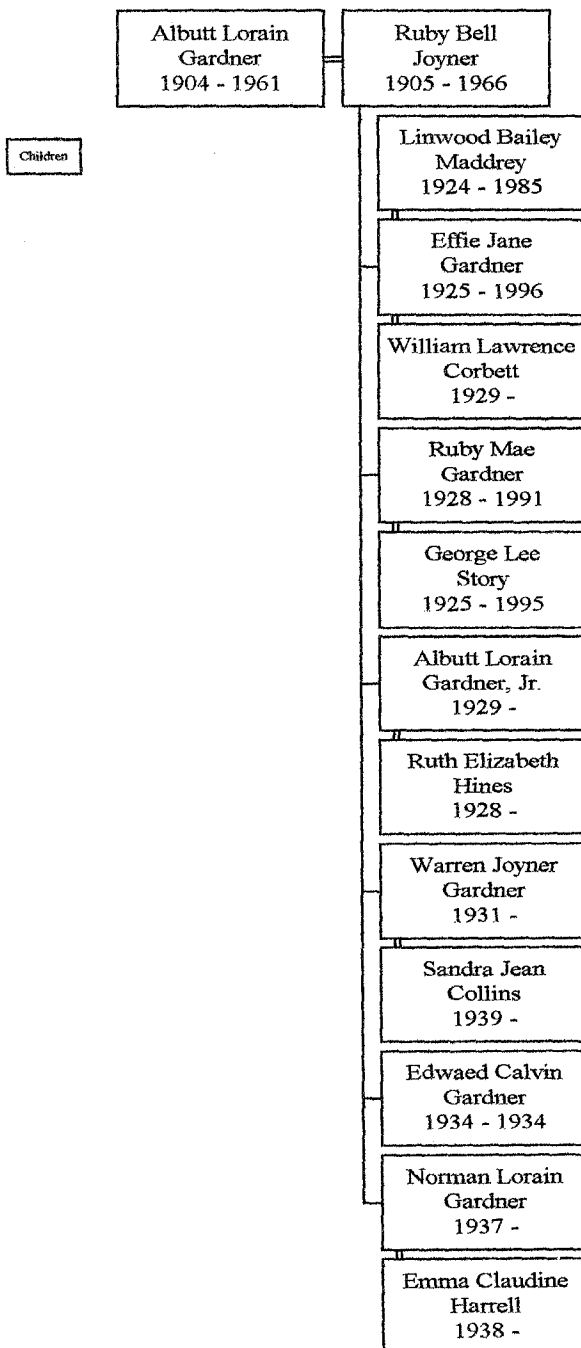 Albutt Lorain
Gardner
1904 - 1961
Ruby Bell
Joyner
1905 - 1966
Children
Linwood Bailey
Maddrey
1924 - 1985
Effie Jane
Gardner
1925 - 1996
William Lawrence
Corbett
1929 -
Ruby Mae
Gardner
1928 - 1991
George Lee
Story
1925 - 1995
Albutt Lorain
Gardner, Jr.
1929 -
Ruth Elizabeth
Hines
1928 -
Warren Joyner
Gardner
1931 -
Sandra Jean
Collins
1939 -
Edwaed Calvin
Gardner
1934 - 1934
Norman Lorain
Gardner
1937 -
Emma Claudine
Harrell
1938 -